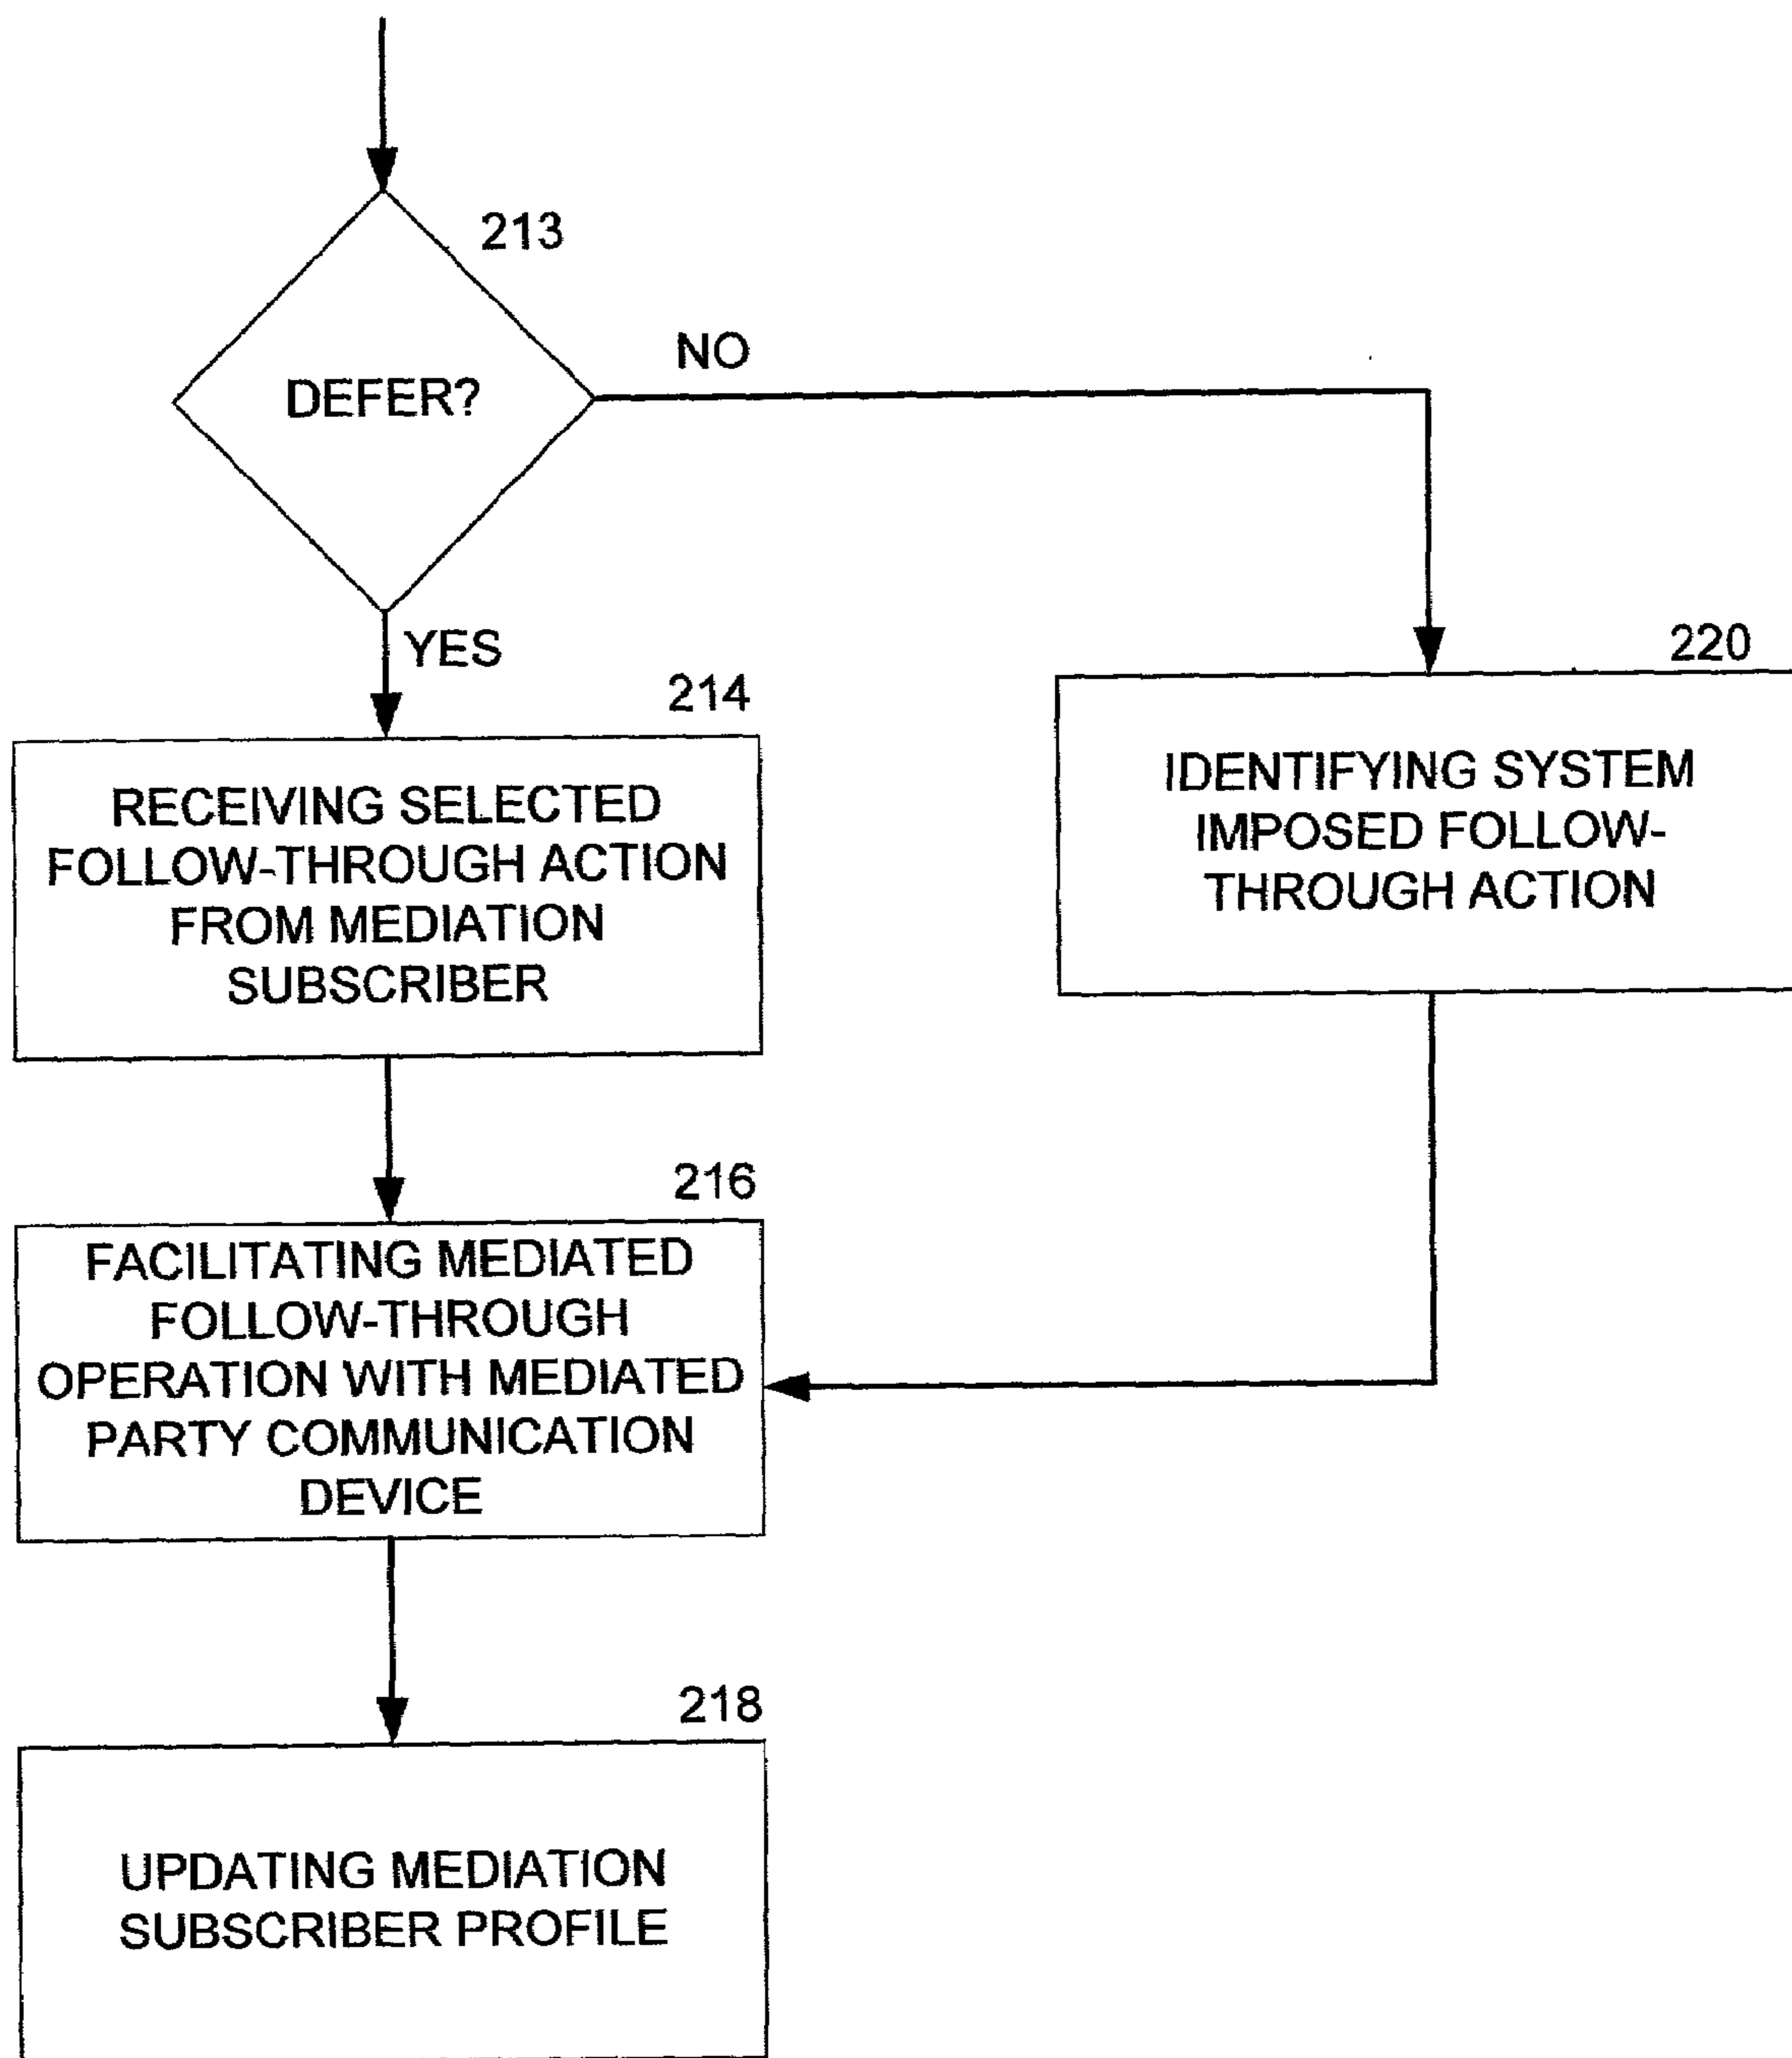 213
DEFER?
NO
YES
214
RECEIVING SELECTED
FOLLOW-THROUGH ACTION
FROM MEDIATION
SUBSCRIBER
220
IDENTIFYING SYSTEM
IMPOSED FOLLOW-
THROUGH ACTION
216
FACILITATING MEDIATED
FOLLOW-THROUGH
OPERATION WITH MEDIATED
PARTY COMMUNICATION
DEVICE
218
UPDATING MEDIATION
SUBSCRIBER PROFILE